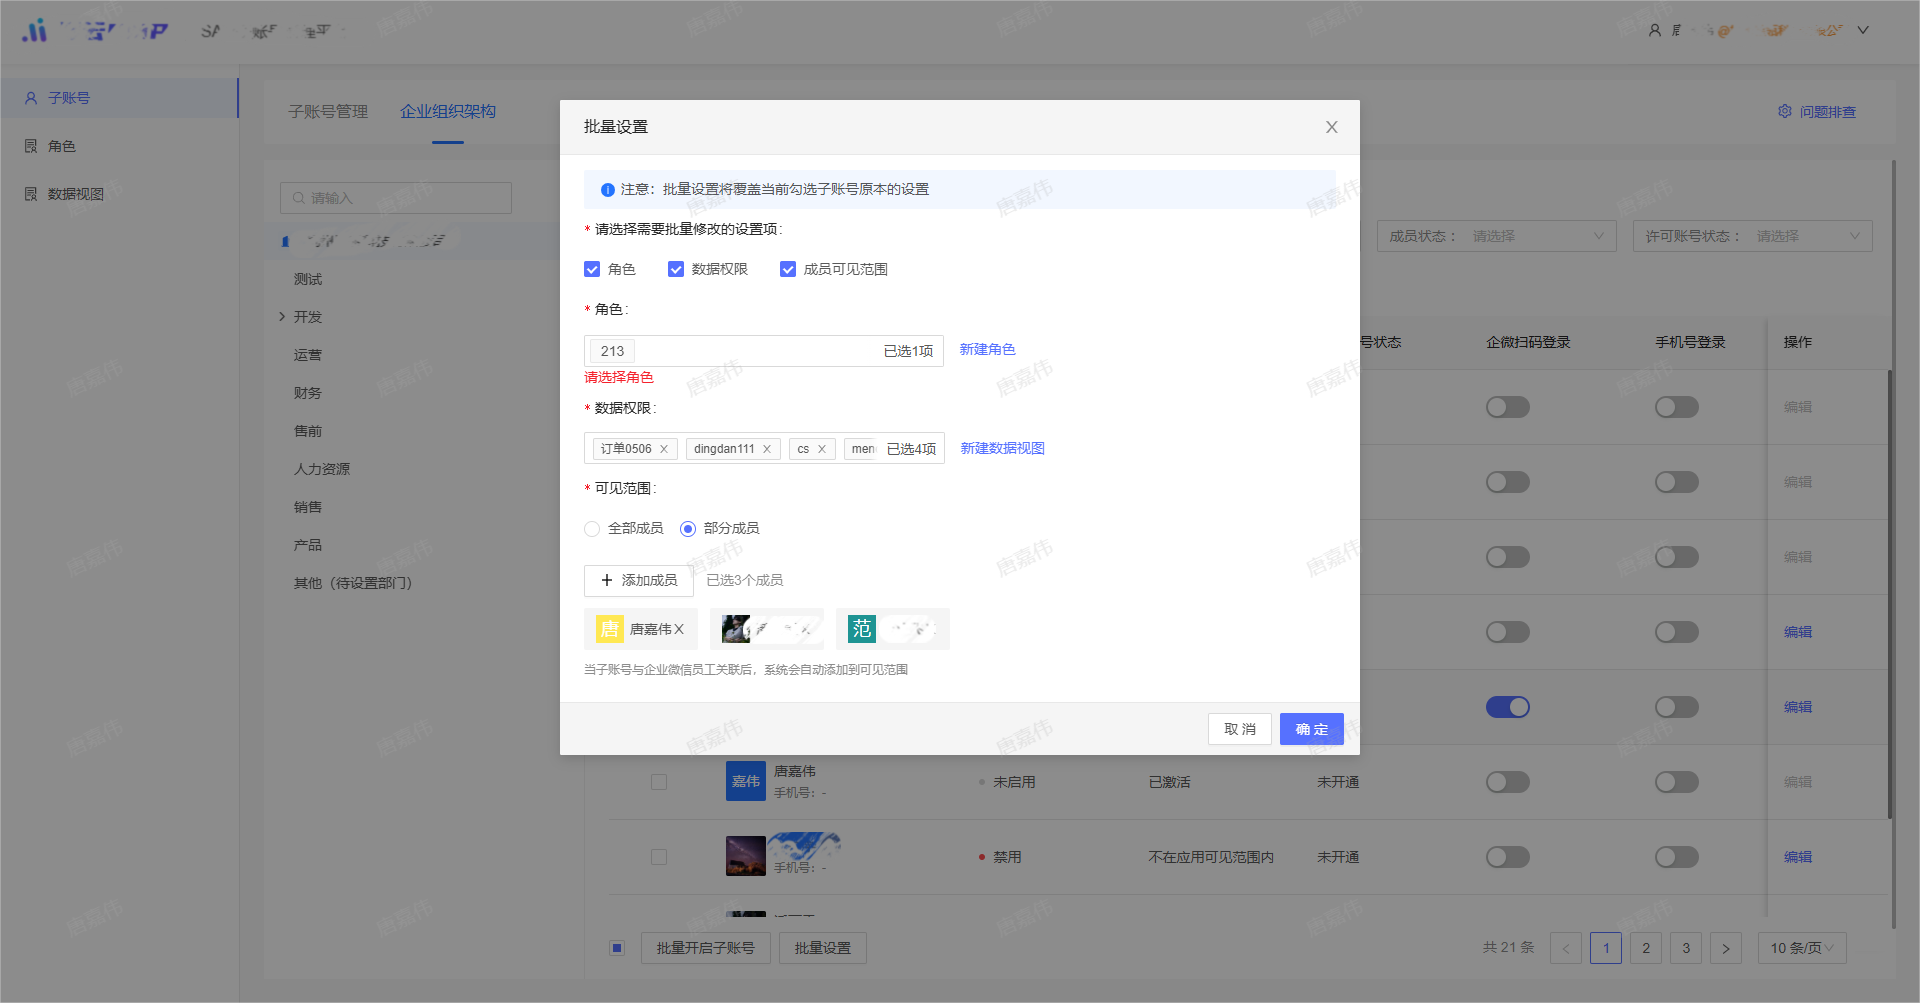 子账号
角色
数据视图
子账号管理
企业组织架构
问题排查
请输入
测试
开发
运营
财务
售前
人力资源
销售
产品
其他（待设置部门）
成员状态： 请选择
许可账号状态： 请选择
号状态 企微扫码登录 手机号登录 操作
编辑
编辑
编辑
编辑
编辑
批量设置
注意：批量设置将覆盖当前勾选子账号原本的设置
* 请选择需要批量修改的设置项:
角色 数据权限 成员可见范围
* 角色:
213 已选1项 新建角色
请选择角色
* 数据权限:
订单0506 dingdan111 cs men 已选4项 新建数据视图
* 可见范围:
全部成员 部分成员
+ 添加成员 已选3个成员
唐 唐嘉伟 范
当子账号与企业微信员工关联后，系统会自动添加到可见范围
取 消 确 定
嘉伟 唐嘉伟 手机号：- 未启用 已激活 未开通 编辑
手机号：- 禁用 不在应用可见范围内 未开通 编辑
批量开启子账号 批量设置
共 21 条 < 1 2 3 > 10 条/页
唐嘉伟